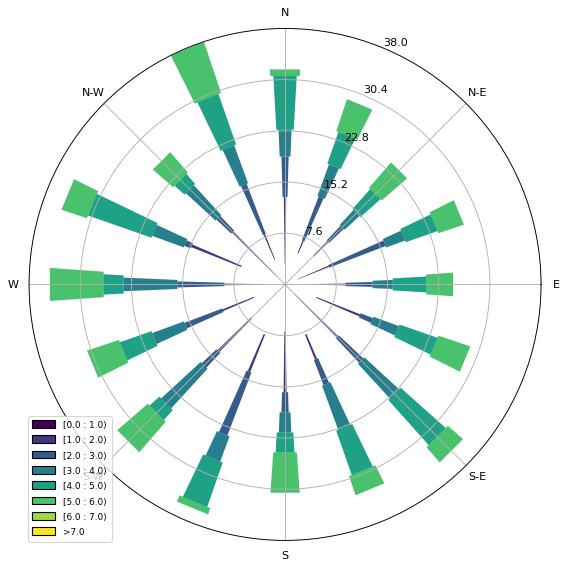 N
38.0
N-W
30.4
N-E
22.8
15.2
7.6
W
E
[0.0 : 1.0)
[1.0 : 2.0)
[2.0 : 3.0)
[3.0 : 4.0)
[4.0 : 5.0)
[5.0 : 6.0)
[6.0 : 7.0)
>7.0
S-W
S-E
S